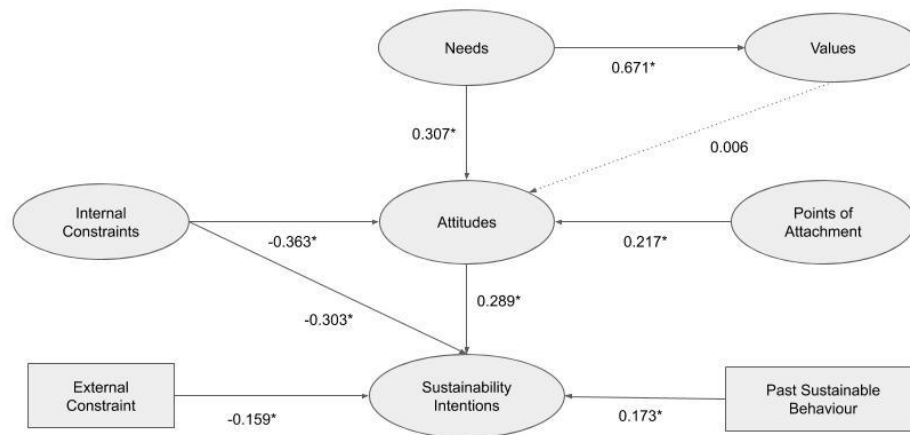 Needs
Values
0.671*
0.307*
0.006
Internal
Constraints
Attitudes
Points of
Attachment
-0.363*
0.217*
0.289*
-0.303*
External
Constraint
Sustainability
Intentions
Past Sustainable
Behaviour
-0.159*
0.173*